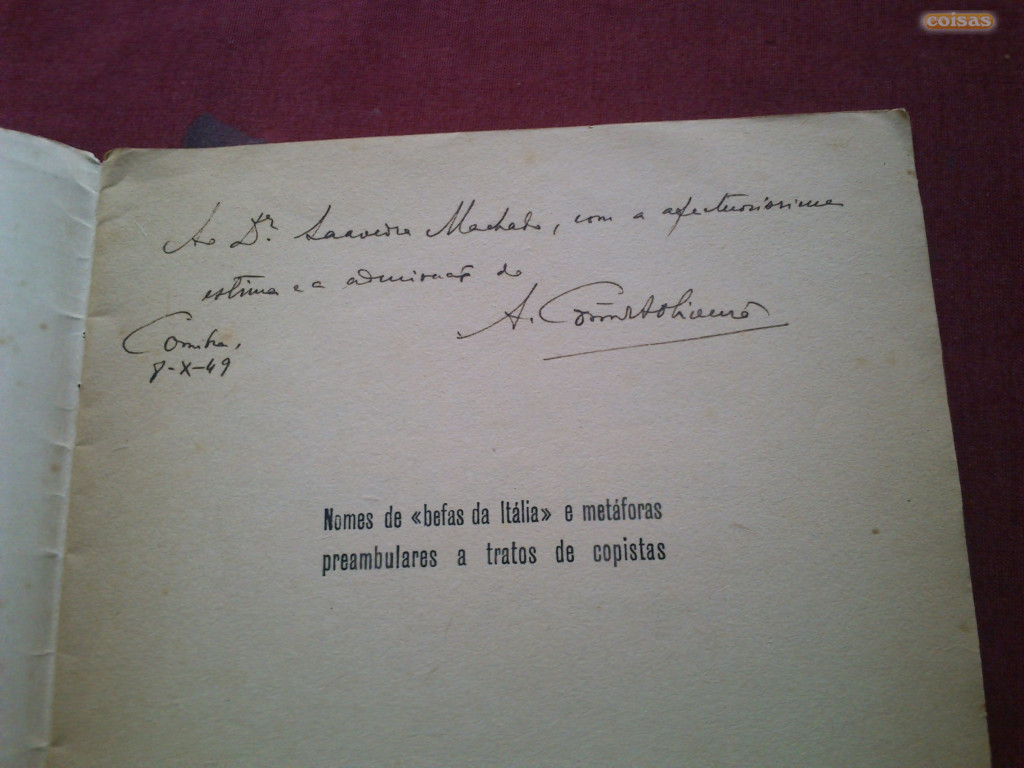 coisas
Ao Dr. Saavedra Machado, com a afectuosissima
estima e a admiração do
A.
Coimbra,
8-X-49
Nomes de «befas da Itália» e metáforas
preambulares a tratos de copistas